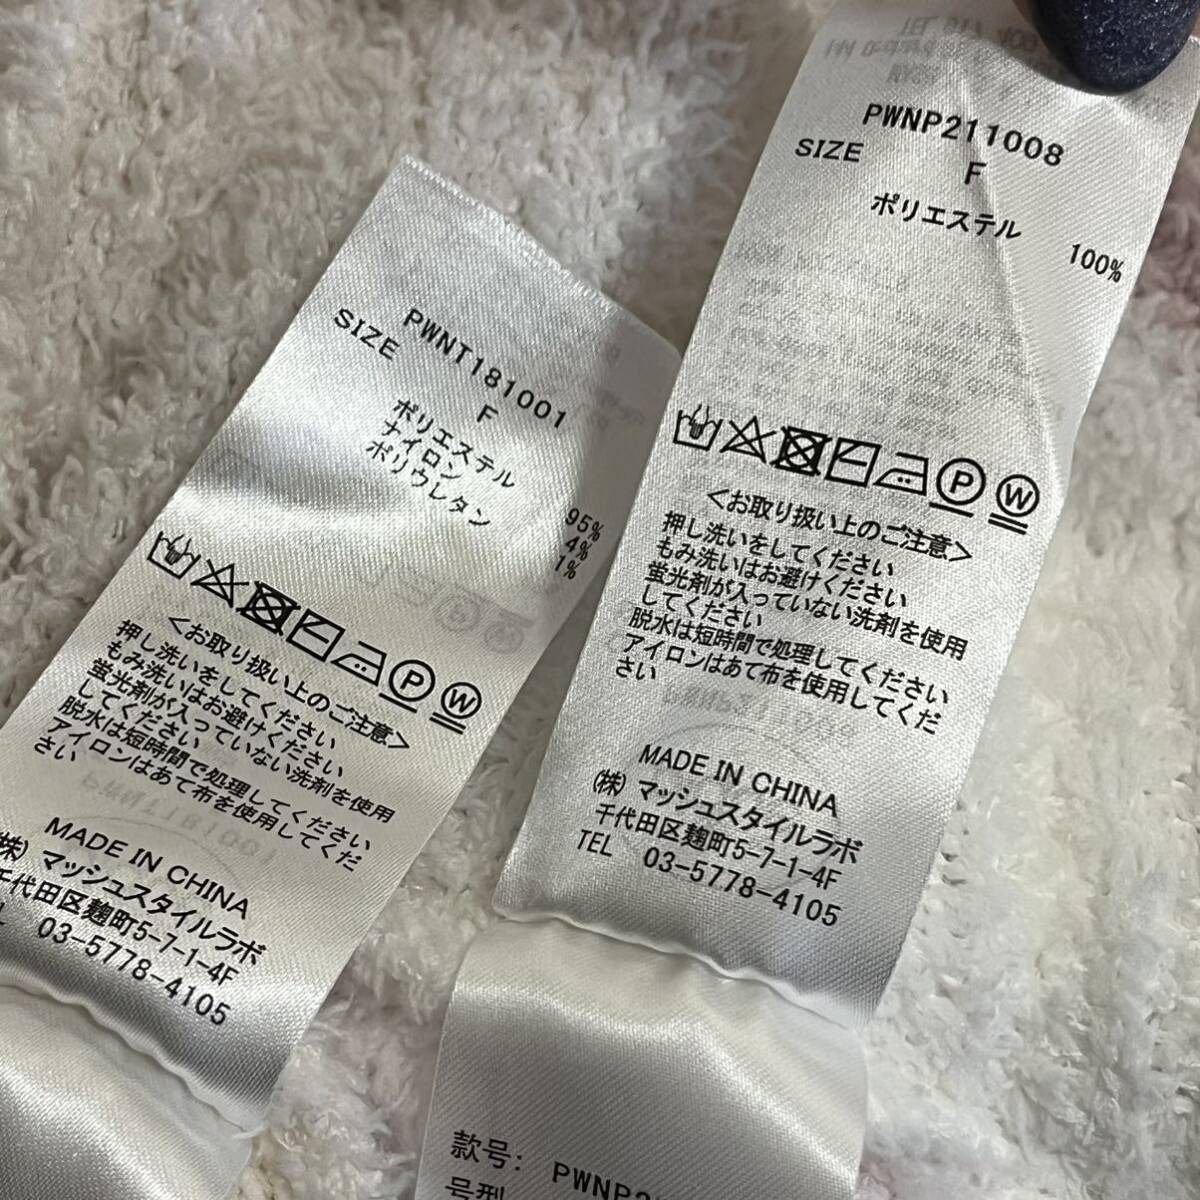 PWNT181001
SIZE F
ポリエステル 95%
ナイロン 4%
ポリウレタン 1%
P W
<お取り扱い上のご注意>
押し洗いをしてください
もみ洗いはお避けください
蛍光剤が入っていない洗剤を使用
してください
脱水は短時間で処理してください
アイロンはあて布を使用してくだ
さい
MADE IN CHINA
(株) マッシュスタイルラボ
千代田区麹町5-7-1-4F
03-5778-4105
PWNP211008
SIZE F
ポリエステル 100%
P W
<お取り扱い上のご注意>
押し洗いをしてください
もみ洗いはお避けください
蛍光剤が入っていない洗剤を使用
してください
脱水は短時間で処理してください
アイロンはあて布を使用してくだ
さい
MADE IN CHINA
(株) マッシュスタイルラボ
千代田区麹町5-7-1-4F
TEL 03-5778-4105
款号: PWNP2
号型